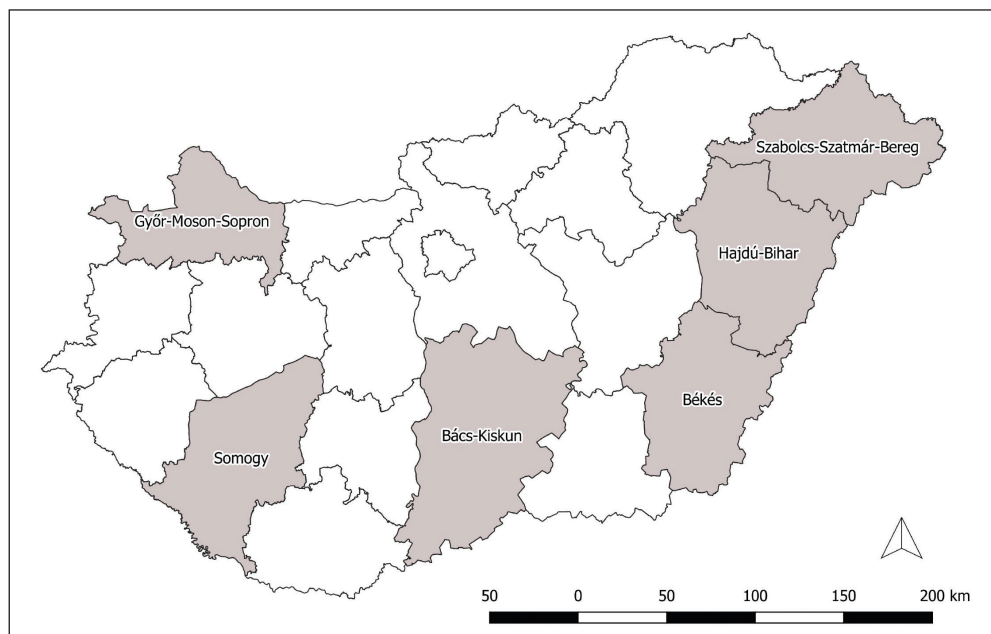 Szabolcs-Szatmár-Bereg
Győr-Moson-Sopron
Hajdú-Bihar
Békés
Bács-Kiskun
Somogy
50 0 50 100 150 200 km